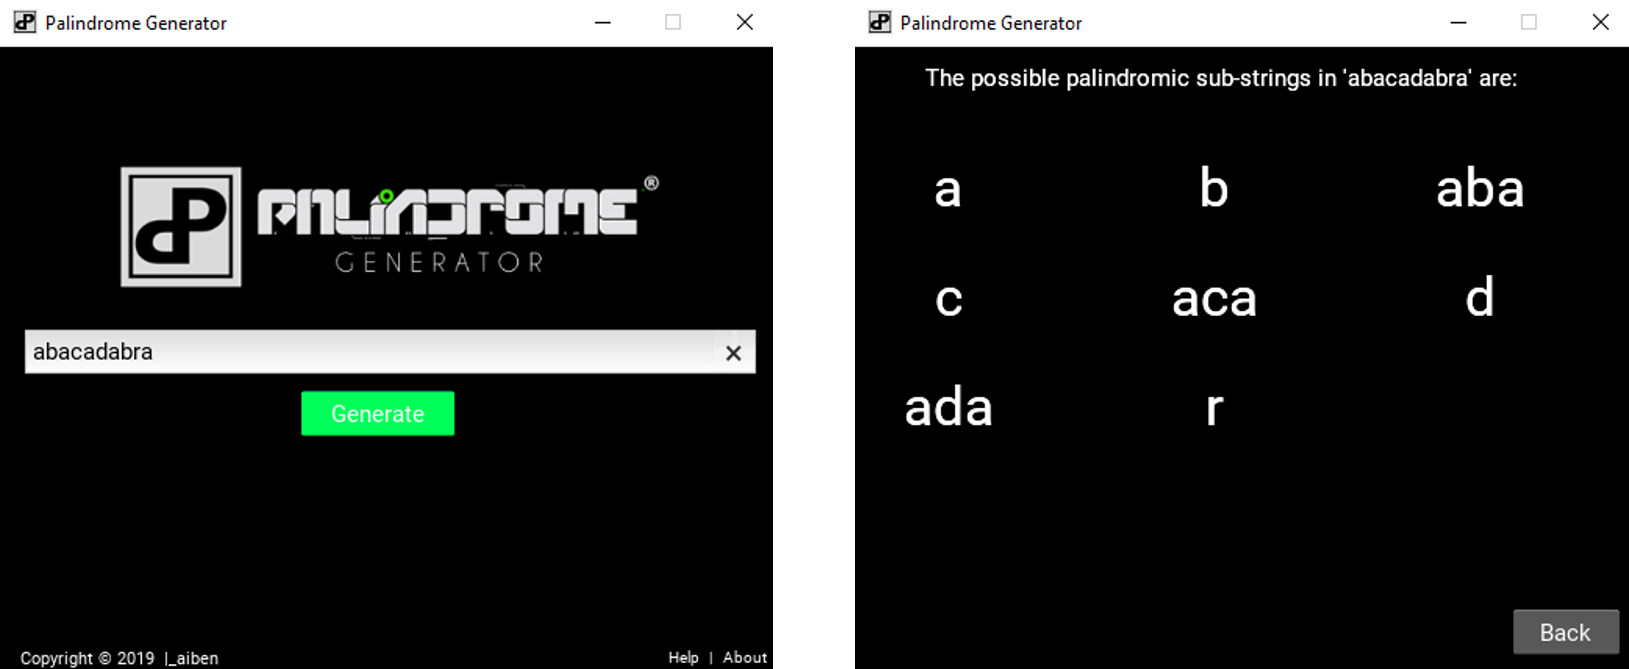 Palindrome Generator
PALINDROME ®
GENERATOR
abacadabra
Generate
Copyright © 2019 |_aiben
Help | About
Palindrome Generator
The possible palindromic sub-strings in 'abacadabra' are:
a b aba
c aca d
ada r
Back